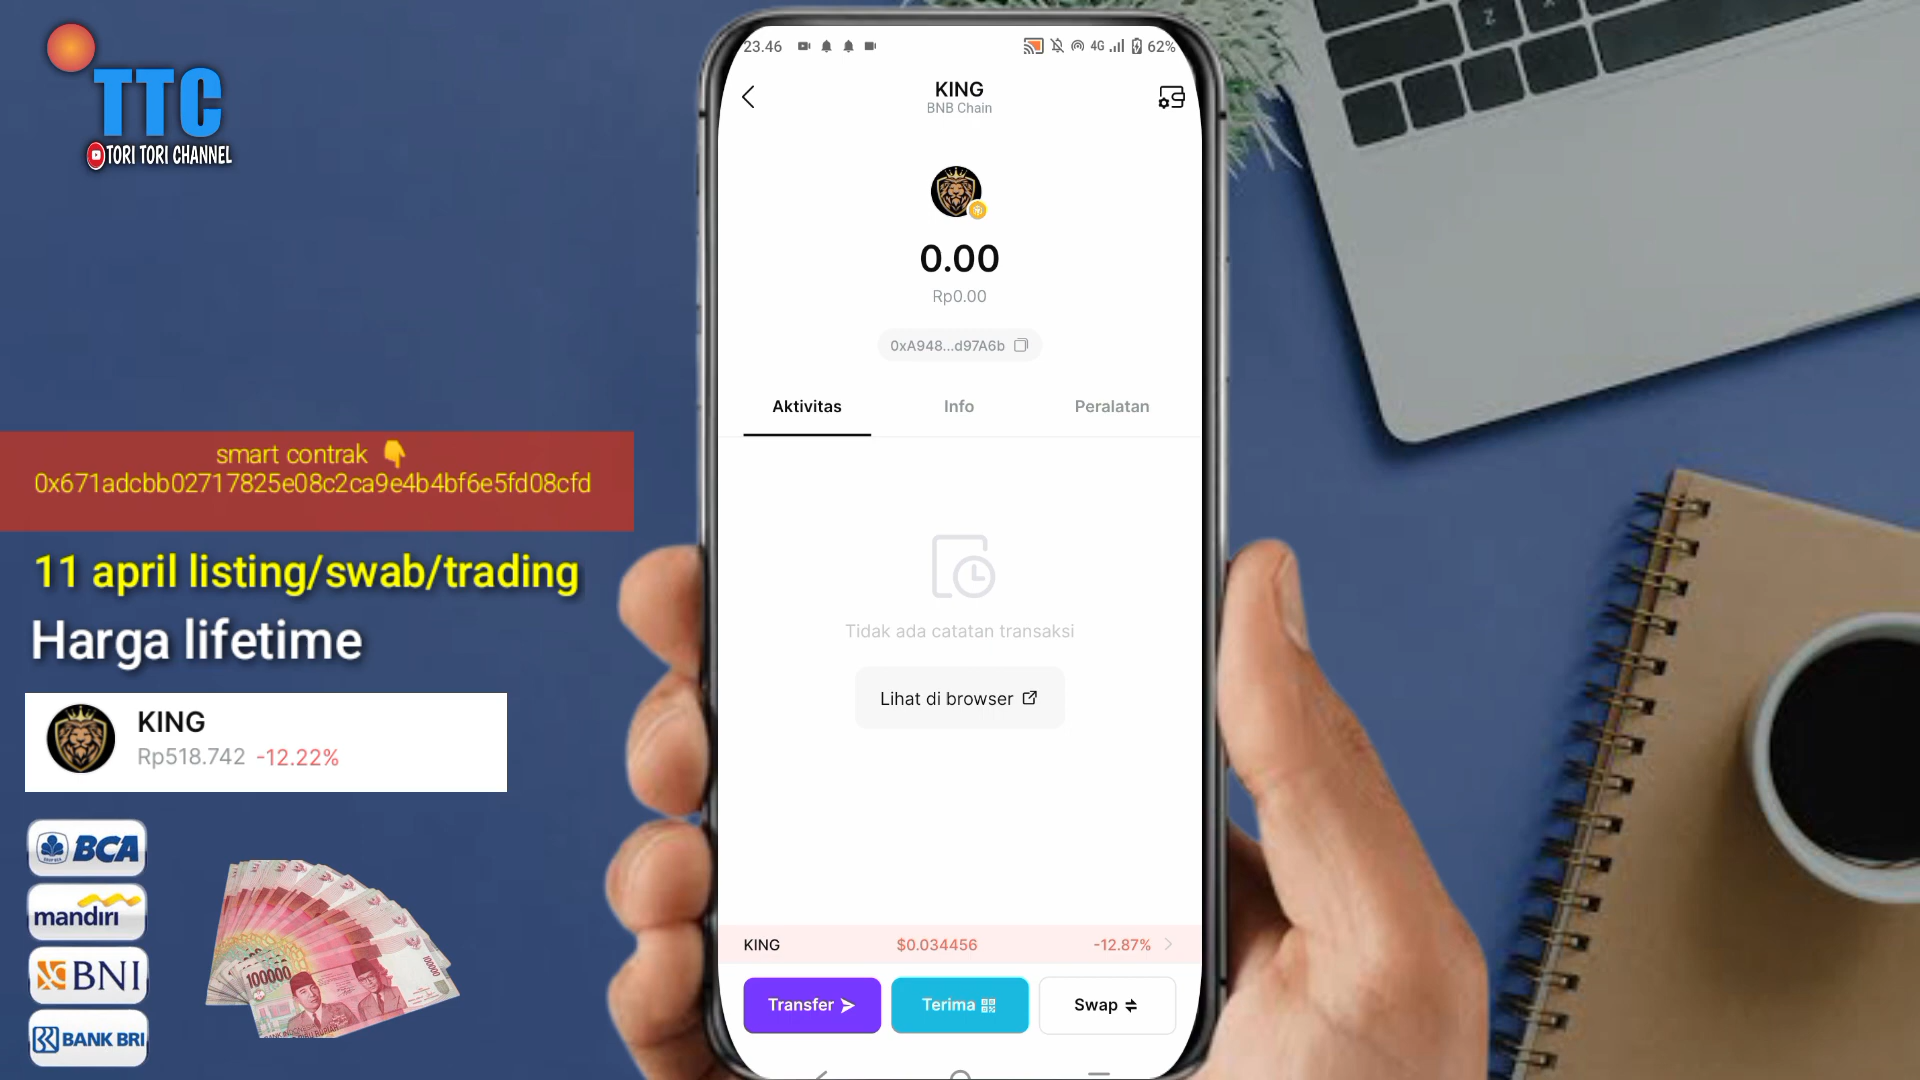 TTC
TORI TORI CHANNEL
smart contrak 👇
0x671adcbb02717825e08c2ca9e4b4bf6e5fd08cfd
11 april listing/swab/trading
Harga lifetime
KING
Rp518.742 -12.22%
BCA
mandiri
BNI
BANK BRI
100000
100000
23.46
4G
62%
KING
BNB Chain
0.00
Rp0.00
0xA948...d97A6b
Aktivitas
Info
Peralatan
Tidak ada catatan transaksi
Lihat di browser
KING
$0.034456
-12.87%
Transfer
Terima
Swap
Z